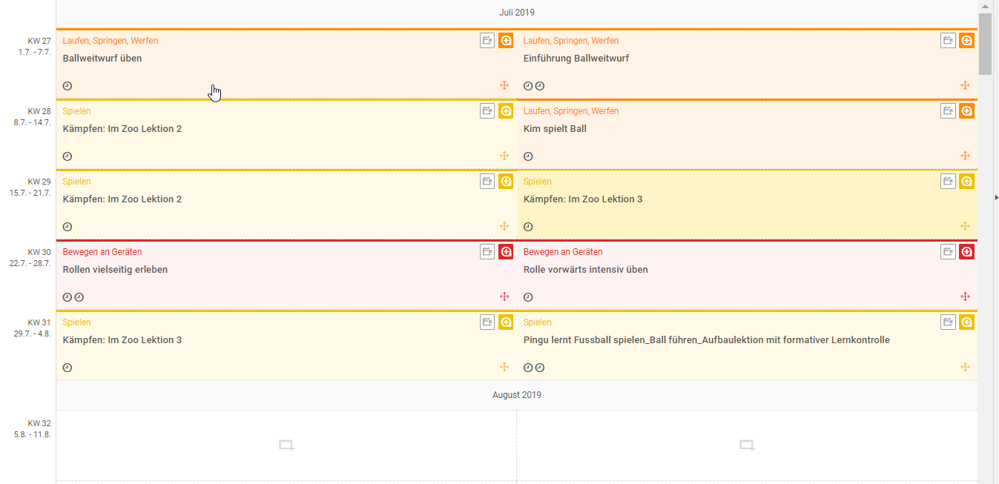 Juli 2019
KW 27
1.7. - 7.7.
Laufen, Springen, Werfen
Ballweitwurf üben
Laufen, Springen, Werfen
Einführung Ballweitwurf
KW 28
8.7. - 14.7.
Spielen
Kämpfen: Im Zoo Lektion 2
Laufen, Springen, Werfen
Kim spielt Ball
KW 29
15.7. - 21.7.
Spielen
Kämpfen: Im Zoo Lektion 2
Spielen
Kämpfen: Im Zoo Lektion 3
KW 30
22.7. - 28.7.
Bewegen an Geräten
Rollen vielseitig erleben
Bewegen an Geräten
Rolle vorwärts intensiv üben
KW 31
29.7. - 4.8.
Spielen
Kämpfen: Im Zoo Lektion 3
Spielen
Pingu lernt Fussball spielen_Ball führen_Aufbaulektion mit formativer Lernkontrolle
August 2019
KW 32
5.8. - 11.8.